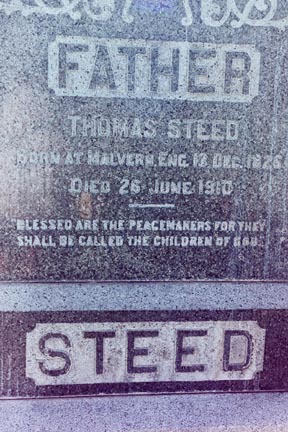 FATHER
THOMAS STEED
BORN AT MALVERN, ENG. 13 DEC. 1826
DIED 26 JUNE 1910
"BLESSED ARE THE PEACEMAKERS FOR THEY
SHALL BE CALLED THE CHILDREN OF GOD."
STEED